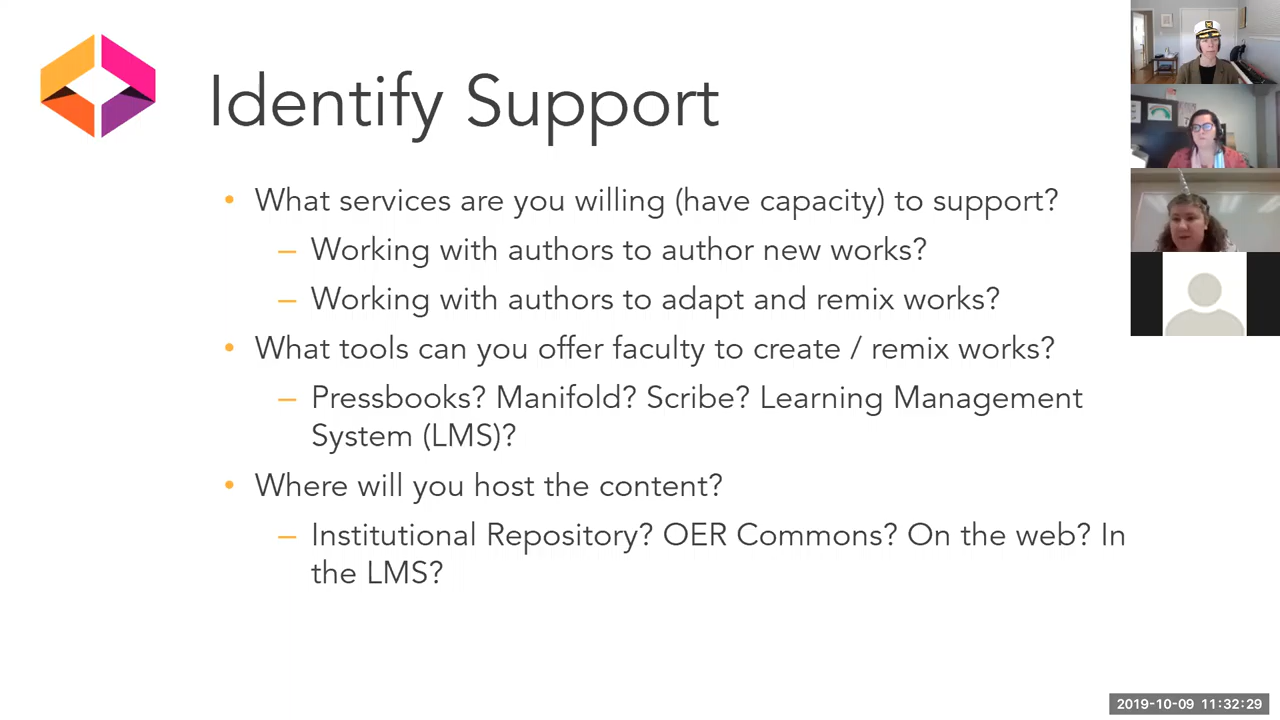 Identify Support
• What services are you willing (have capacity) to support?
– Working with authors to author new works?
– Working with authors to adapt and remix works?
• What tools can you offer faculty to create / remix works?
– Pressbooks? Manifold? Scribe? Learning Management
System (LMS)?
• Where will you host the content?
– Institutional Repository? OER Commons? On the web? In
the LMS?
2019-10-09 11:32:29